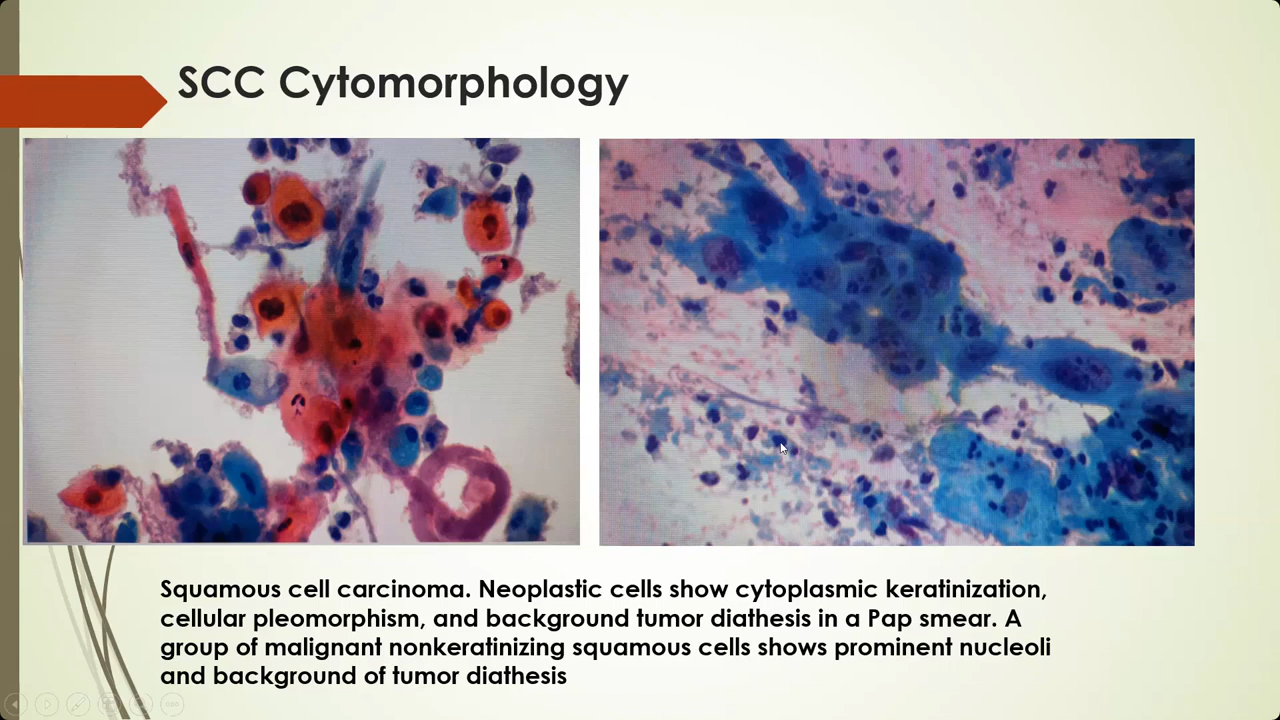 SCC Cytomorphology
Squamous cell carcinoma. Neoplastic cells show cytoplasmic keratinization,
cellular pleomorphism, and background tumor diathesis in a Pap smear. A
group of malignant nonkeratinizing squamous cells shows prominent nucleoli
and background of tumor diathesis